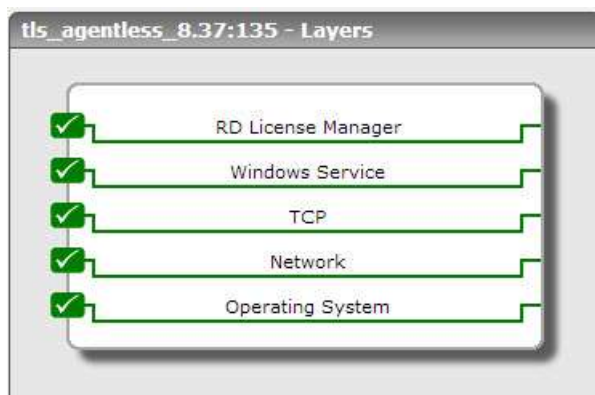 tls_agentless_8.37:135 - Layers
RD License Manager
Windows Service
TCP
Network
Operating System